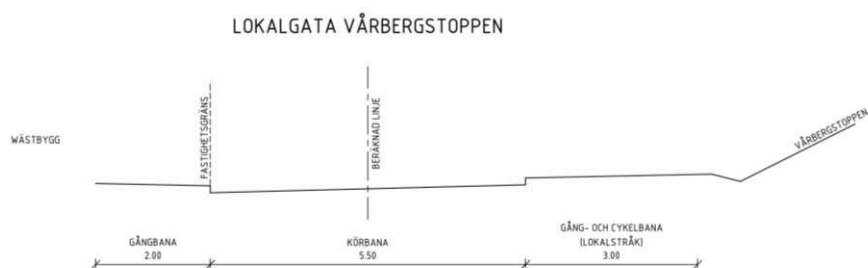 LOKALGATA VÅRBERGSTOPPEN
WÄSTBYGG
FASTIGHETSGRÄNS
BERÄKNAD LINJE
VÅRBERGSTOPPEN
GÅNGBANA
2.00
KÖRBANA
5.50
GÅNG- OCH CYKELBANA
(LOKALSTRÅK)
3.00